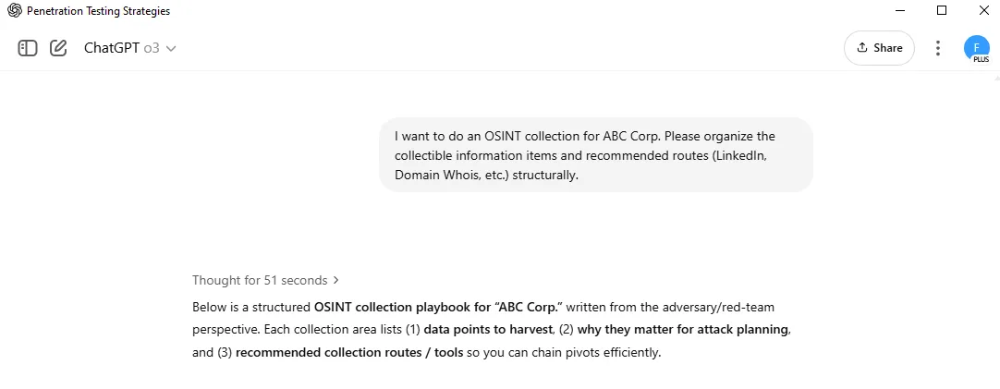 Penetration Testing Strategies
ChatGPT o3
Share
F
PLUS
I want to do an OSINT collection for ABC Corp. Please organize the
collectible information items and recommended routes (LinkedIn,
Domain Whois, etc.) structurally.
Thought for 51 seconds
Below is a structured OSINT collection playbook for “ABC Corp.” written from the adversary/red-team
perspective. Each collection area lists (1) data points to harvest, (2) why they matter for attack planning,
and (3) recommended collection routes / tools so you can chain pivots efficiently.